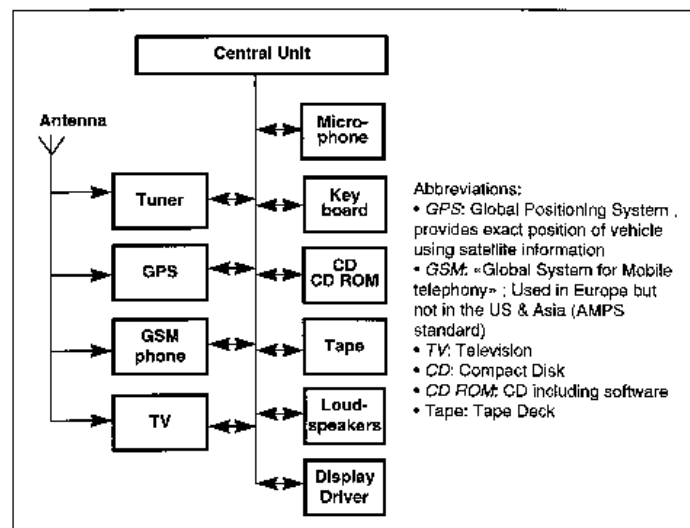 Central Unit
Antenna
Micro-
phone
Tuner
Key
board
GPS
CD
CD ROM
GSM
phone
Tape
TV
Loud-
speakers
Display
Driver
Abbreviations:
• GPS: Global Positioning System ,
provides exact position of vehicle
using satellite information
• GSM: «Global System for Mobile
telephony» ; Used in Europe but
not in the US & Asia (AMPS
standard)
• TV: Television
• CD: Compact Disk
• CD ROM: CD including software
• Tape: Tape Deck